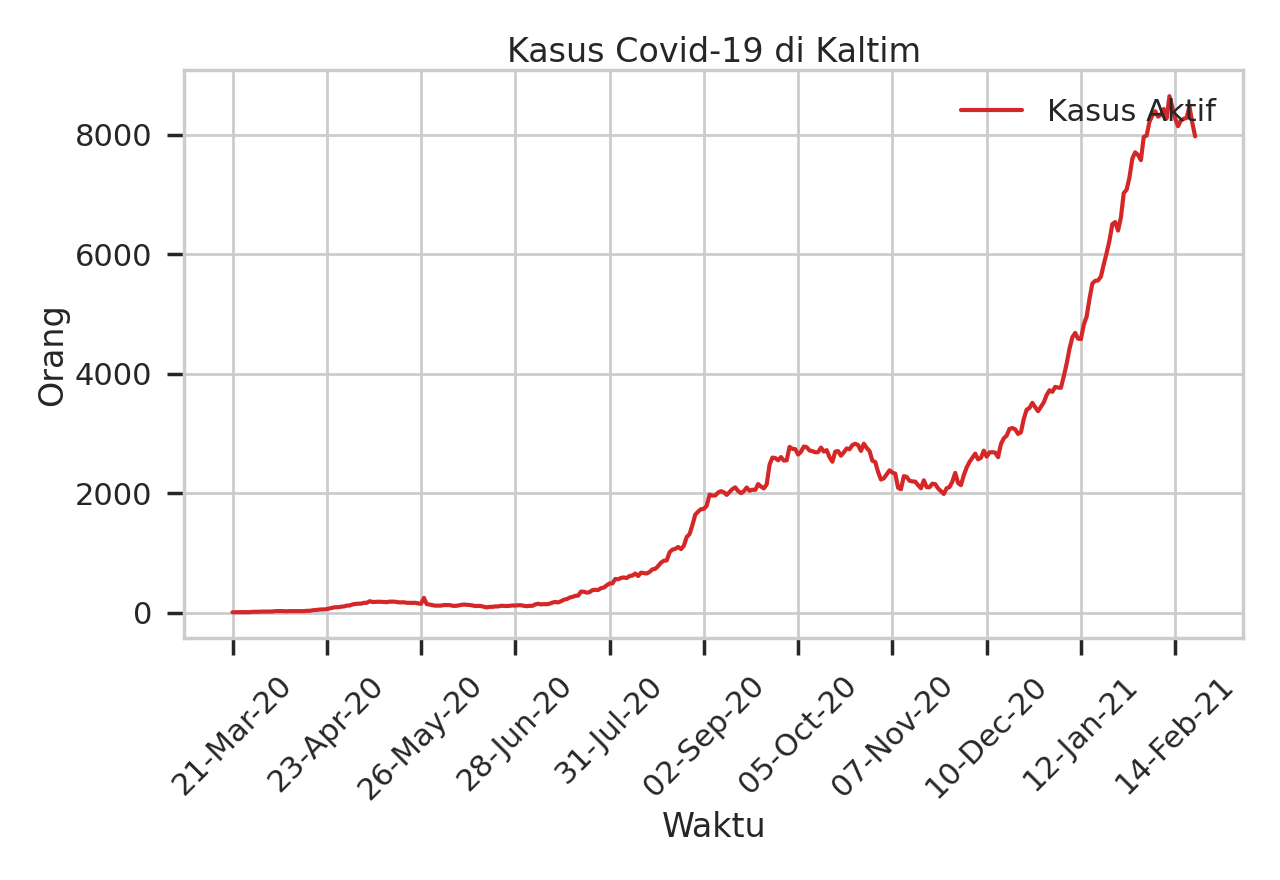 Kasus Covid-19 di Kaltim
Kasus Aktif
8000
6000
4000
2000
0
Orang
21-Mar-20
23-Apr-20
26-May-20
28-Jun-20
31-Jul-20
02-Sep-20
05-Oct-20
07-Nov-20
10-Dec-20
12-Jan-21
14-Feb-21
Waktu